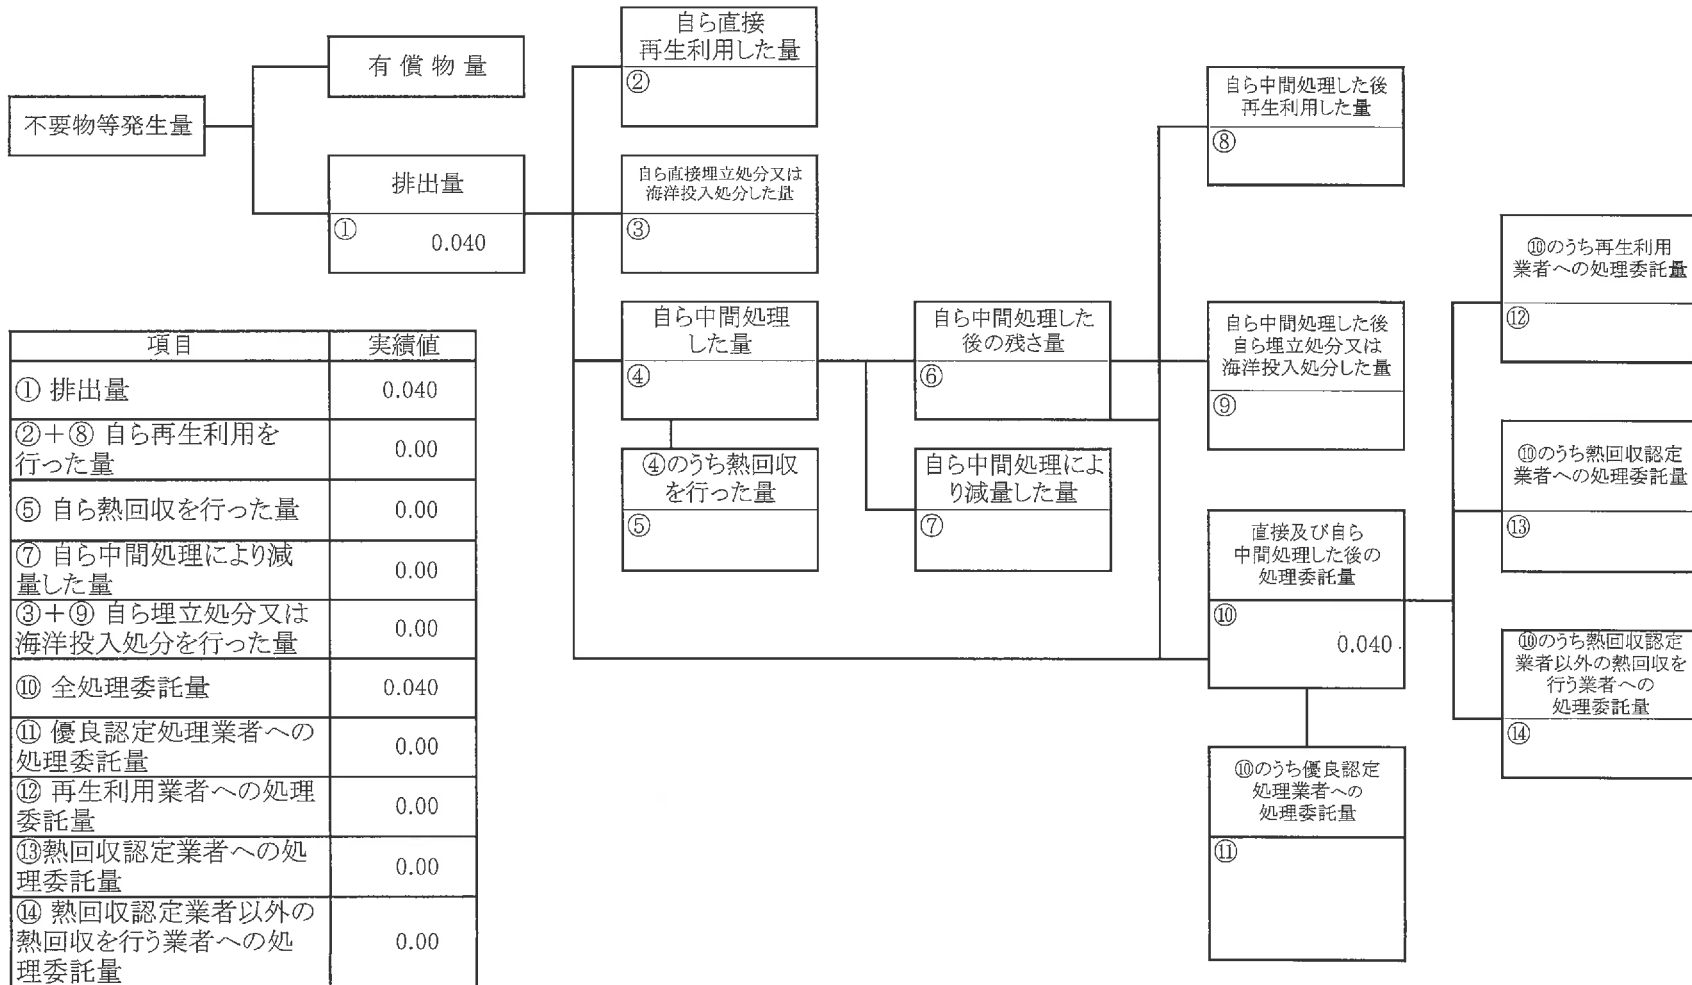 不要物等発生量
有償物量
排出量
①
0.040
自ら直接
再生利用した量
②
自ら直接埋立処分又は
海洋投入処分した量
③
自ら中間処理
した量
④
④のうち熱回収
を行った量
⑤
自ら中間処理した
後の残さ量
⑥
自ら中間処理によ
り減量した量
⑦
自ら中間処理した後
再生利用した量
⑧
自ら中間処理した後
自ら埋立処分又は
海洋投入処分した量
⑨
直接及び自ら
中間処理した後の
処理委託量
⑩
0.040
⑩のうち優良認定
処理業者への
処理委託量
⑪
⑩のうち再生利用
業者への処理委託量
⑫
⑩のうち熱回収認定
業者への処理委託量
⑬
⑩のうち熱回収認定
業者以外の熱回収を
行う業者への
処理委託量
⑭
項目 実績値
① 排出量 0.040
②+⑧ 自ら再生利用を
行った量 0.00
⑤ 自ら熱回収を行った量 0.00
⑦ 自ら中間処理により減
量した量 0.00
③+⑨ 自ら埋立処分又は
海洋投入処分を行った量 0.00
⑩ 全処理委託量 0.040
⑪ 優良認定処理業者への
処理委託量 0.00
⑫ 再生利用業者への処理
委託量 0.00
⑬熱回収認定業者への処
理委託量 0.00
⑭ 熱回収認定業者以外の
熱回収を行う業者への処
理委託量 0.00